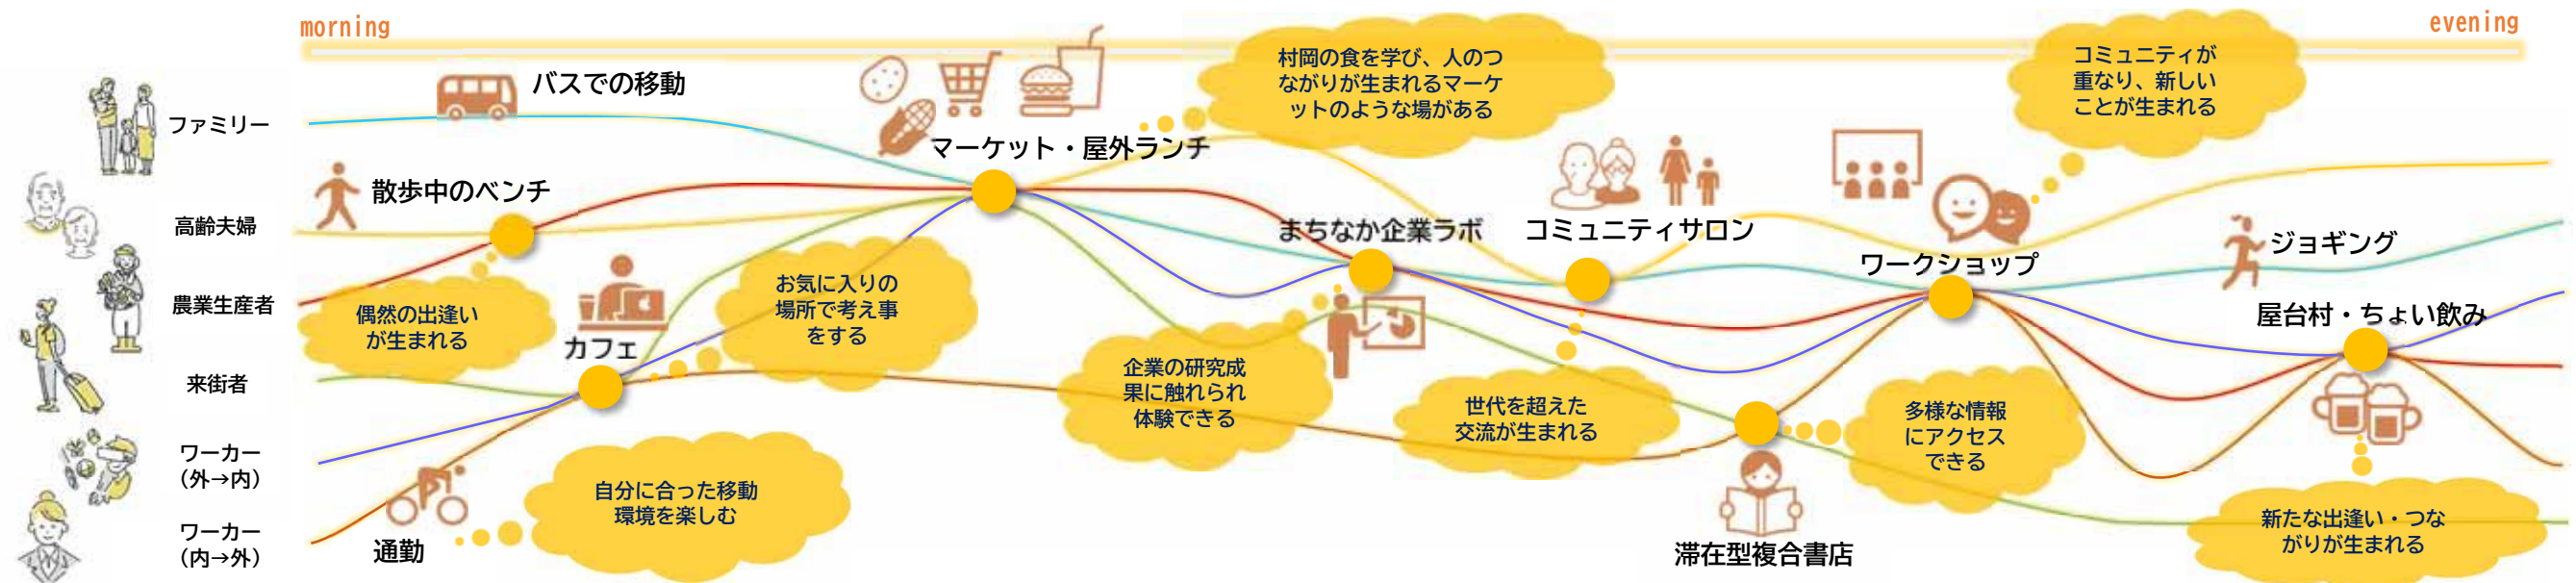 morning
evening
ファミリー
高齢夫婦
農業生産者
来街者
ワーカー
（外→内）
ワーカー
（内→外）
バスでの移動
散歩中のベンチ
偶然の出逢い
が生まれる
カフェ
お気に入りの
場所で考え事
をする
通勤
自分に合った移動
環境を楽しむ
マーケット・屋外ランチ
村岡の食を学び、人のつ
ながりが生まれるマーケ
ットのような場がある
まちなか企業ラボ
企業の研究成
果に触れられ
体験できる
コミュニティサロン
世代を超えた
交流が生まれる
滞在型複合書店
多様な情報
にアクセス
できる
ワークショップ
コミュニティが
重なり、新しい
ことが生まれる
ジョギング
屋台村・ちょい飲み
新たな出逢い・つな
がりが生まれる